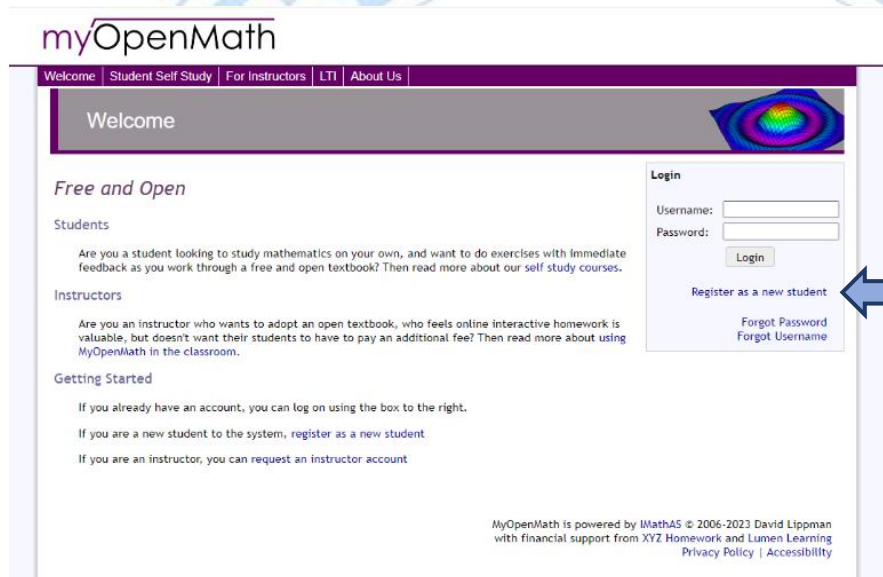 myOpenMath
Welcome Student Self Study For Instructors LTI About Us
Welcome
Free and Open
Students
Are you a student looking to study mathematics on your own, and want to do exercises with immediate
feedback as you work through a free and open textbook? Then read more about our self study courses.
Instructors
Are you an instructor who wants to adopt an open textbook, who feels online interactive homework is
valuable, but doesn't want their students to have to pay an additional fee? Then read more about using
MyOpenMath in the classroom.
Getting Started
If you already have an account, you can log on using the box to the right.
If you are a new student to the system, register as a new student
If you are an instructor, you can request an instructor account
Login
Username:
Password:
Login
Register as a new student
Forgot Password
Forgot Username
MyOpenMath is powered by IMathAS © 2006-2023 David Lippman
with financial support from XYZ Homework and Lumen Learning
Privacy Policy | Accessibility